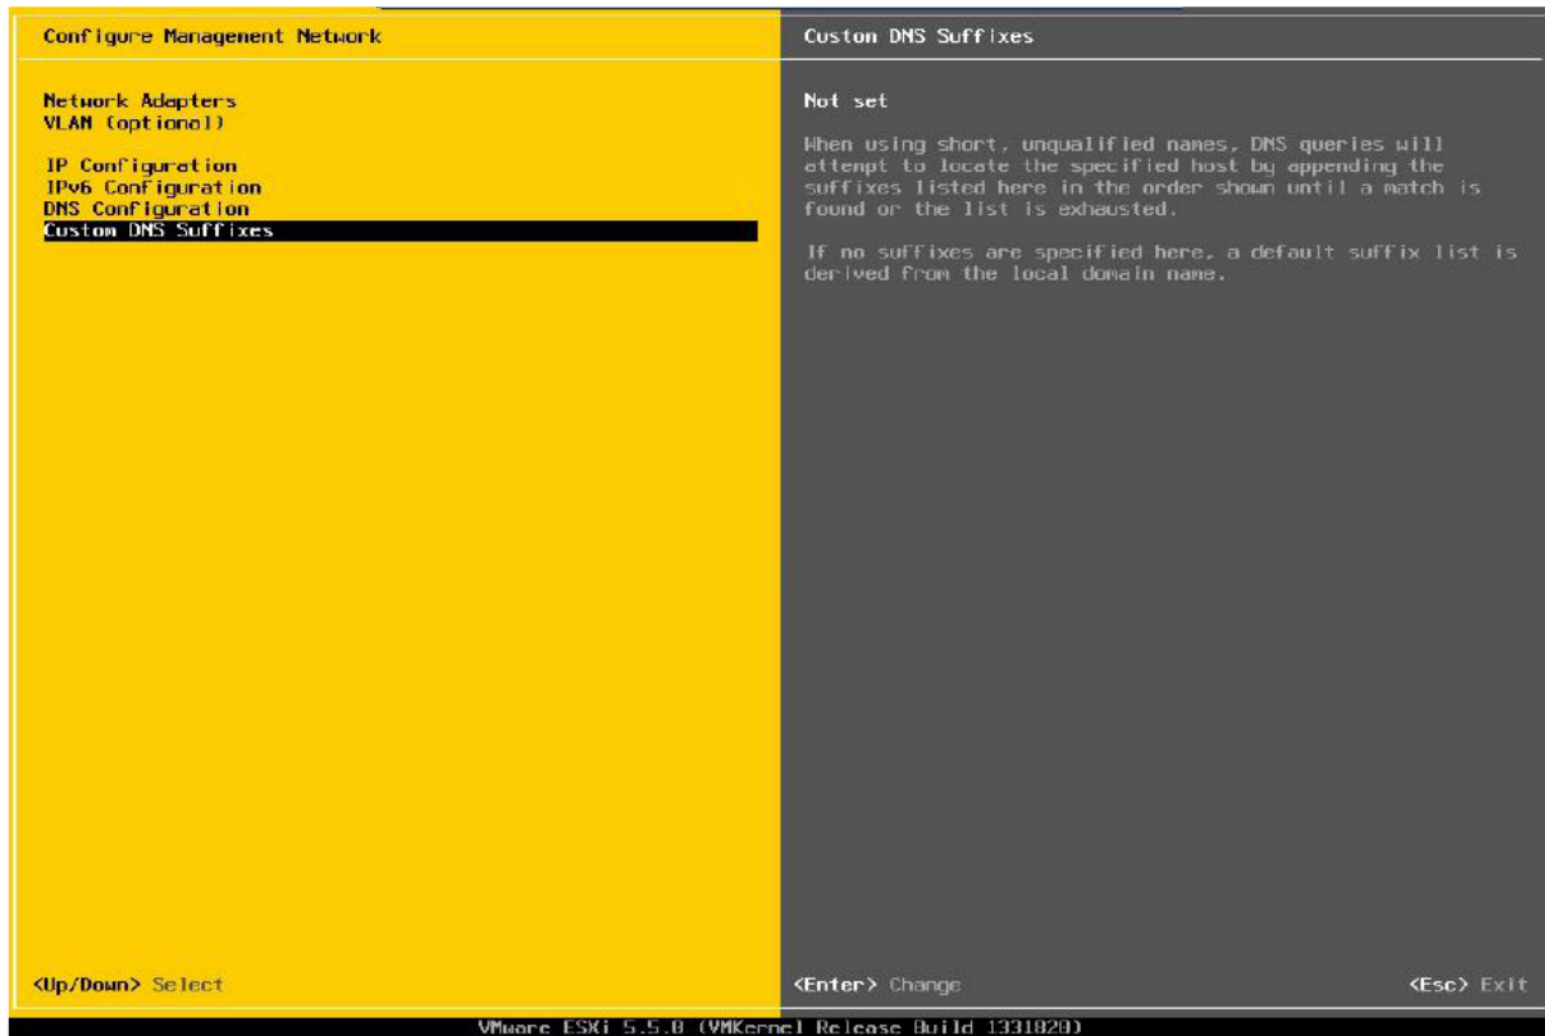 Configure Management Network
Network Adapters
VLAN (optional)
IP Configuration
IPv6 Configuration
DNS Configuration
Custom DNS Suffixes
<Up/Down> Select
Custom DNS Suffixes
Not set
When using short, unqualified names, DNS queries will
attempt to locate the specified host by appending the
suffixes listed here in the order shown until a match is
found or the list is exhausted.
If no suffixes are specified here, a default suffix list is
derived from the local domain name.
<Enter> Change
<Esc> Exit
VMware ESXi 5.5.0 (VMKernel Release Build 1331820)